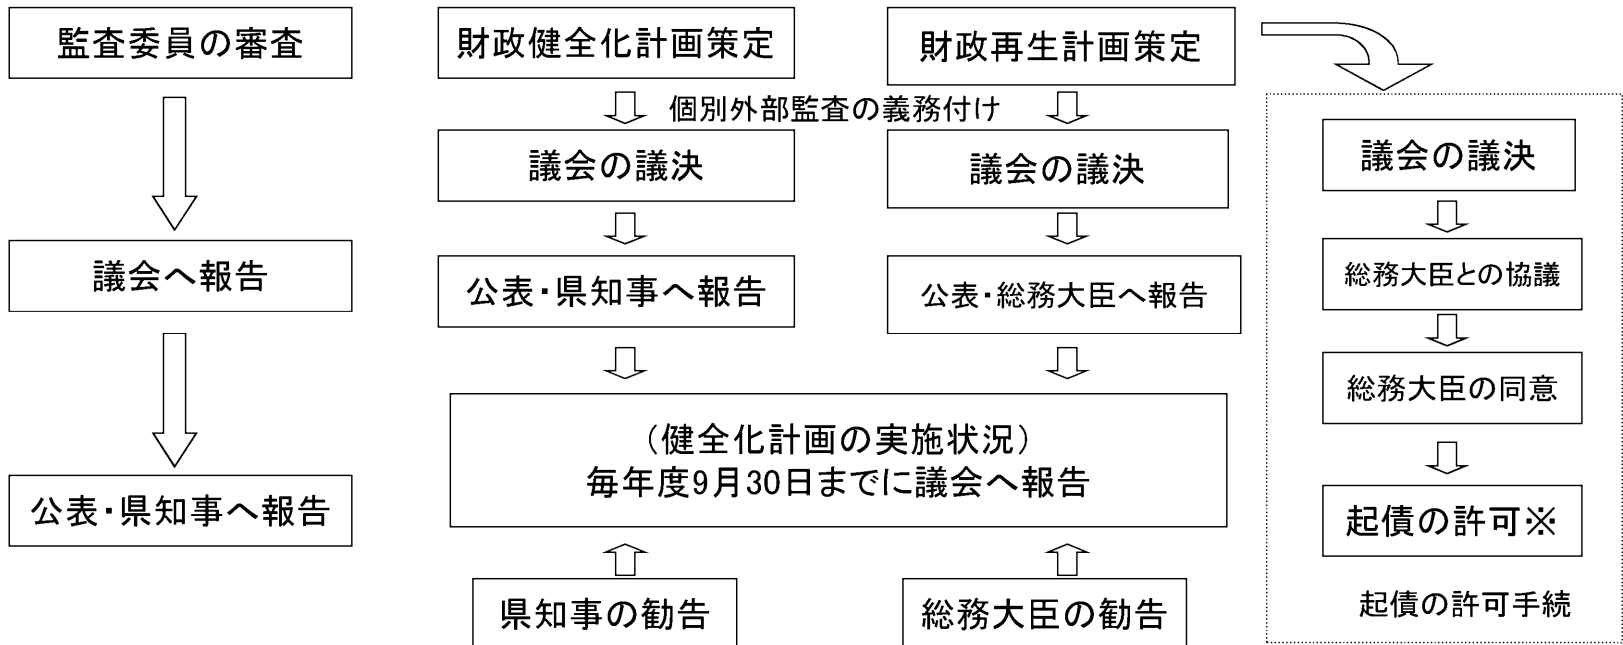 監査委員の審査
議会へ報告
公表・県知事へ報告
財政健全化計画策定
財政再生計画策定
個別外部監査の義務付け
議会の議決
議会の議決
公表・県知事へ報告
公表・総務大臣へ報告
（健全化計画の実施状況）
毎年度9月30日までに議会へ報告
県知事の勧告
総務大臣の勧告
議会の議決
総務大臣との協議
総務大臣の同意
起債の許可※
起債の許可手続